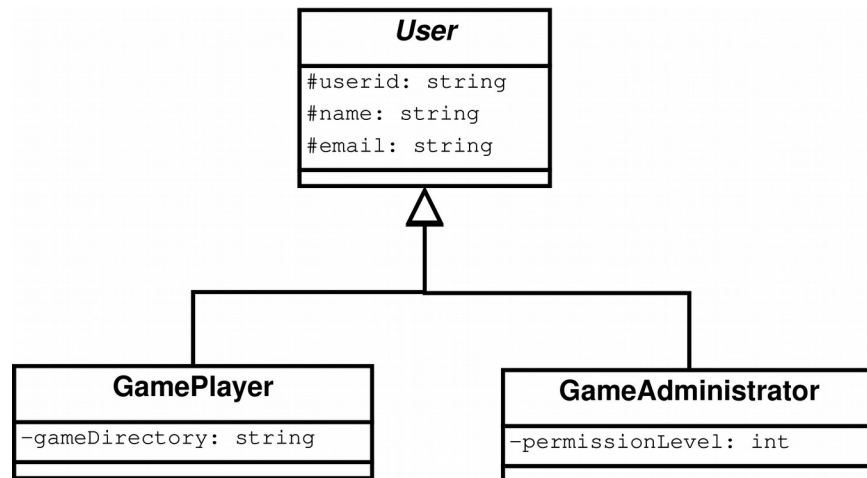 User
#userid: string
#name: string
#email: string
GamePlayer
-gameDirectory: string
GameAdministrator
-permissionLevel: int